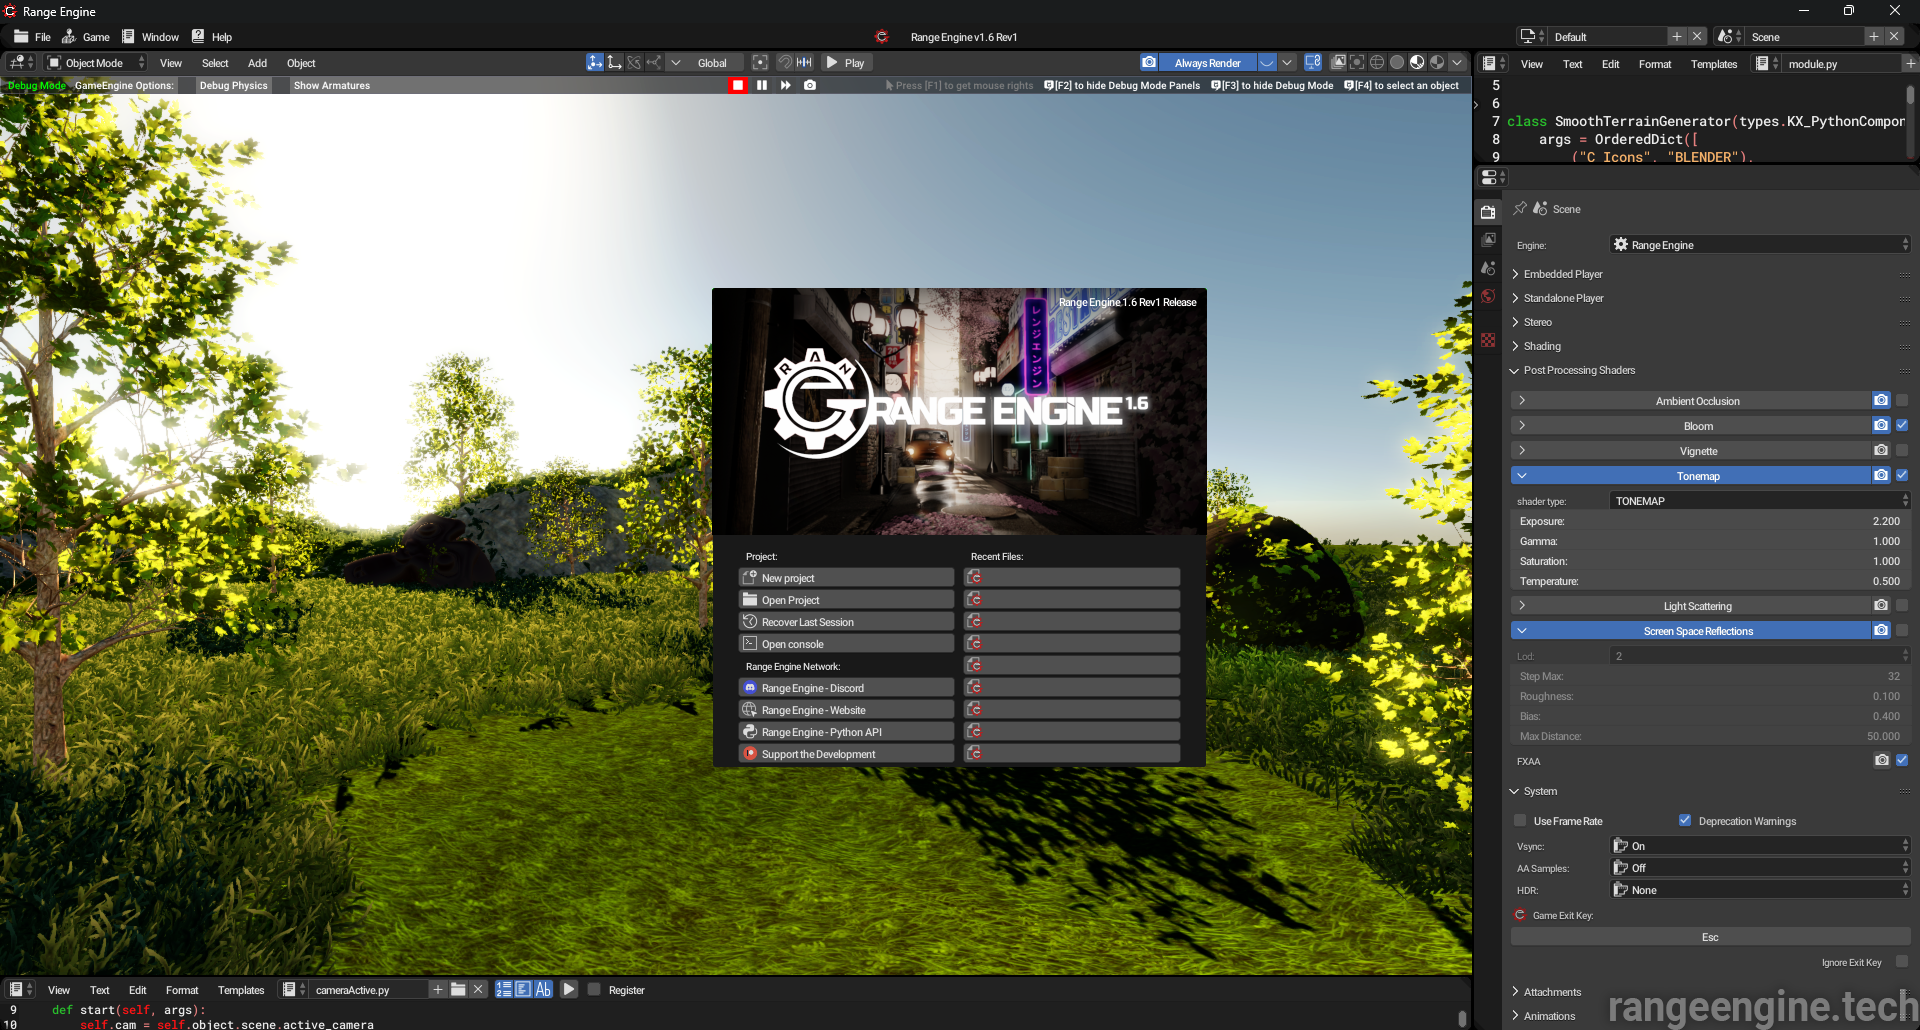 Range Engine
File Game Window Help
Range Engine v1.6 Rev1
Default
Scene
Object Mode View Select Add Object
Global
Play
Always Render
Debug Mode GameEngine Options: Debug Physics Show Armatures
Press [F1] to get mouse rights [F2] to hide Debug Mode Panels [F3] to hide Debug Mode [F4] to select an object
View Text Edit Format Templates module.py
5
6
7 class SmoothTerrainGenerator(types.KX_PythonCompon
8 args = OrderedDict([
9 ("C Icons", "BLENDER"),
Scene
Engine: Range Engine
Embedded Player
Standalone Player
Stereo
Shading
Post Processing Shaders
Ambient Occlusion
Bloom
Vignette
Tonemap
shader type: TONEMAP
Exposure: 2.200
Gamma: 1.000
Saturation: 1.000
Temperature: 0.500
Light Scattering
Screen Space Reflections
Lod: 2
Step Max: 32
Roughness: 0.100
Bias: 0.400
Max Distance: 50.000
FXAA
System
Use Frame Rate Deprecation Warnings
Vsync: On
AA Samples: Off
HDR: None
Game Exit Key:
Esc
Ignore Exit Key
Attachments
Animations
rangeengine.tech
Range Engine 1.6 Rev1 Release
レンジエンジン
RAN
RANGE ENGINE 1.6
Project:
New project
Open Project
Recover Last Session
Open console
Range Engine Network:
Range Engine - Discord
Range Engine - Website
Range Engine - Python API
Support the Development
Recent Files:
View Text Edit Format Templates cameraActive.py
Register
9 def start(self, args):
10 self.cam = self.object.scene.active_camera